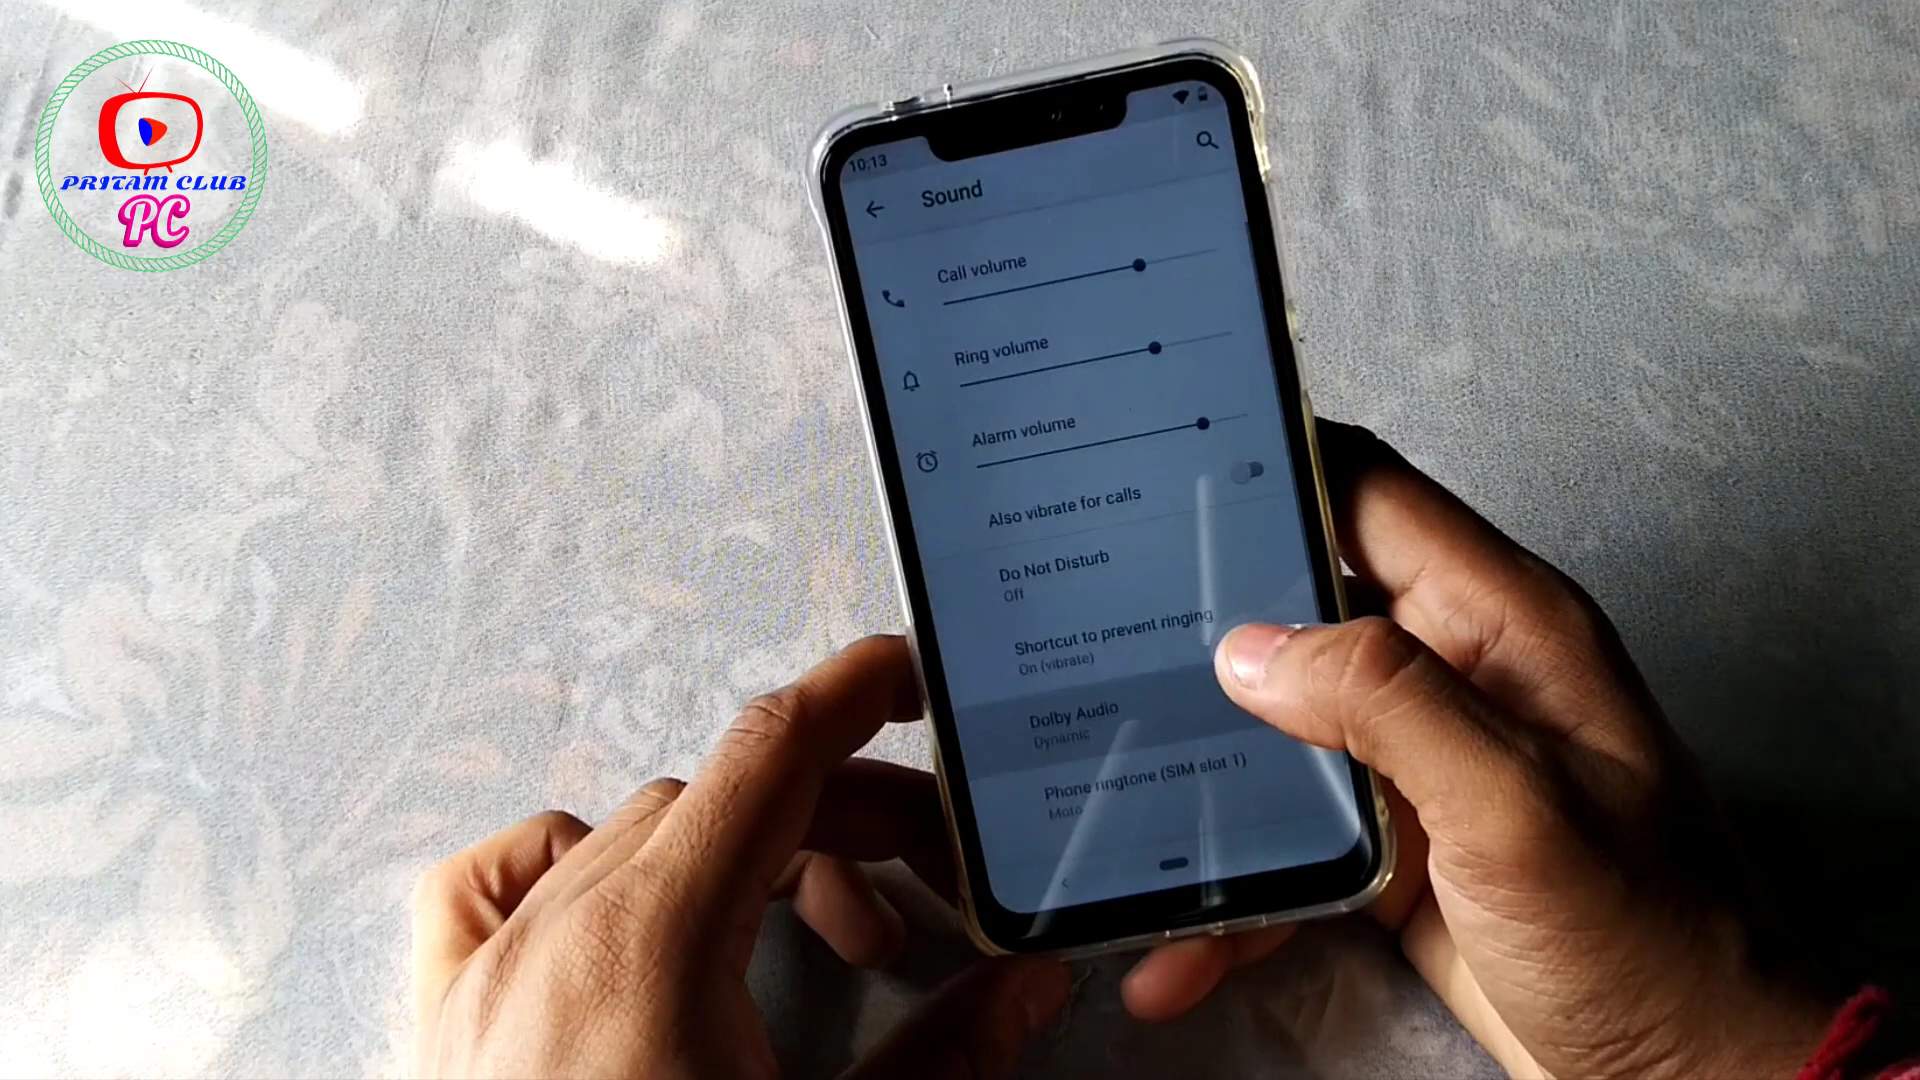 PRITAM CLUB
PC
10:13
Sound
Call volume
Ring volume
Alarm volume
Also vibrate for calls
Do Not Disturb
Off
Shortcut to prevent ringing
On (vibrate)
Dolby Audio
Dynamic
Phone ringtone (SIM slot 1)
Moto